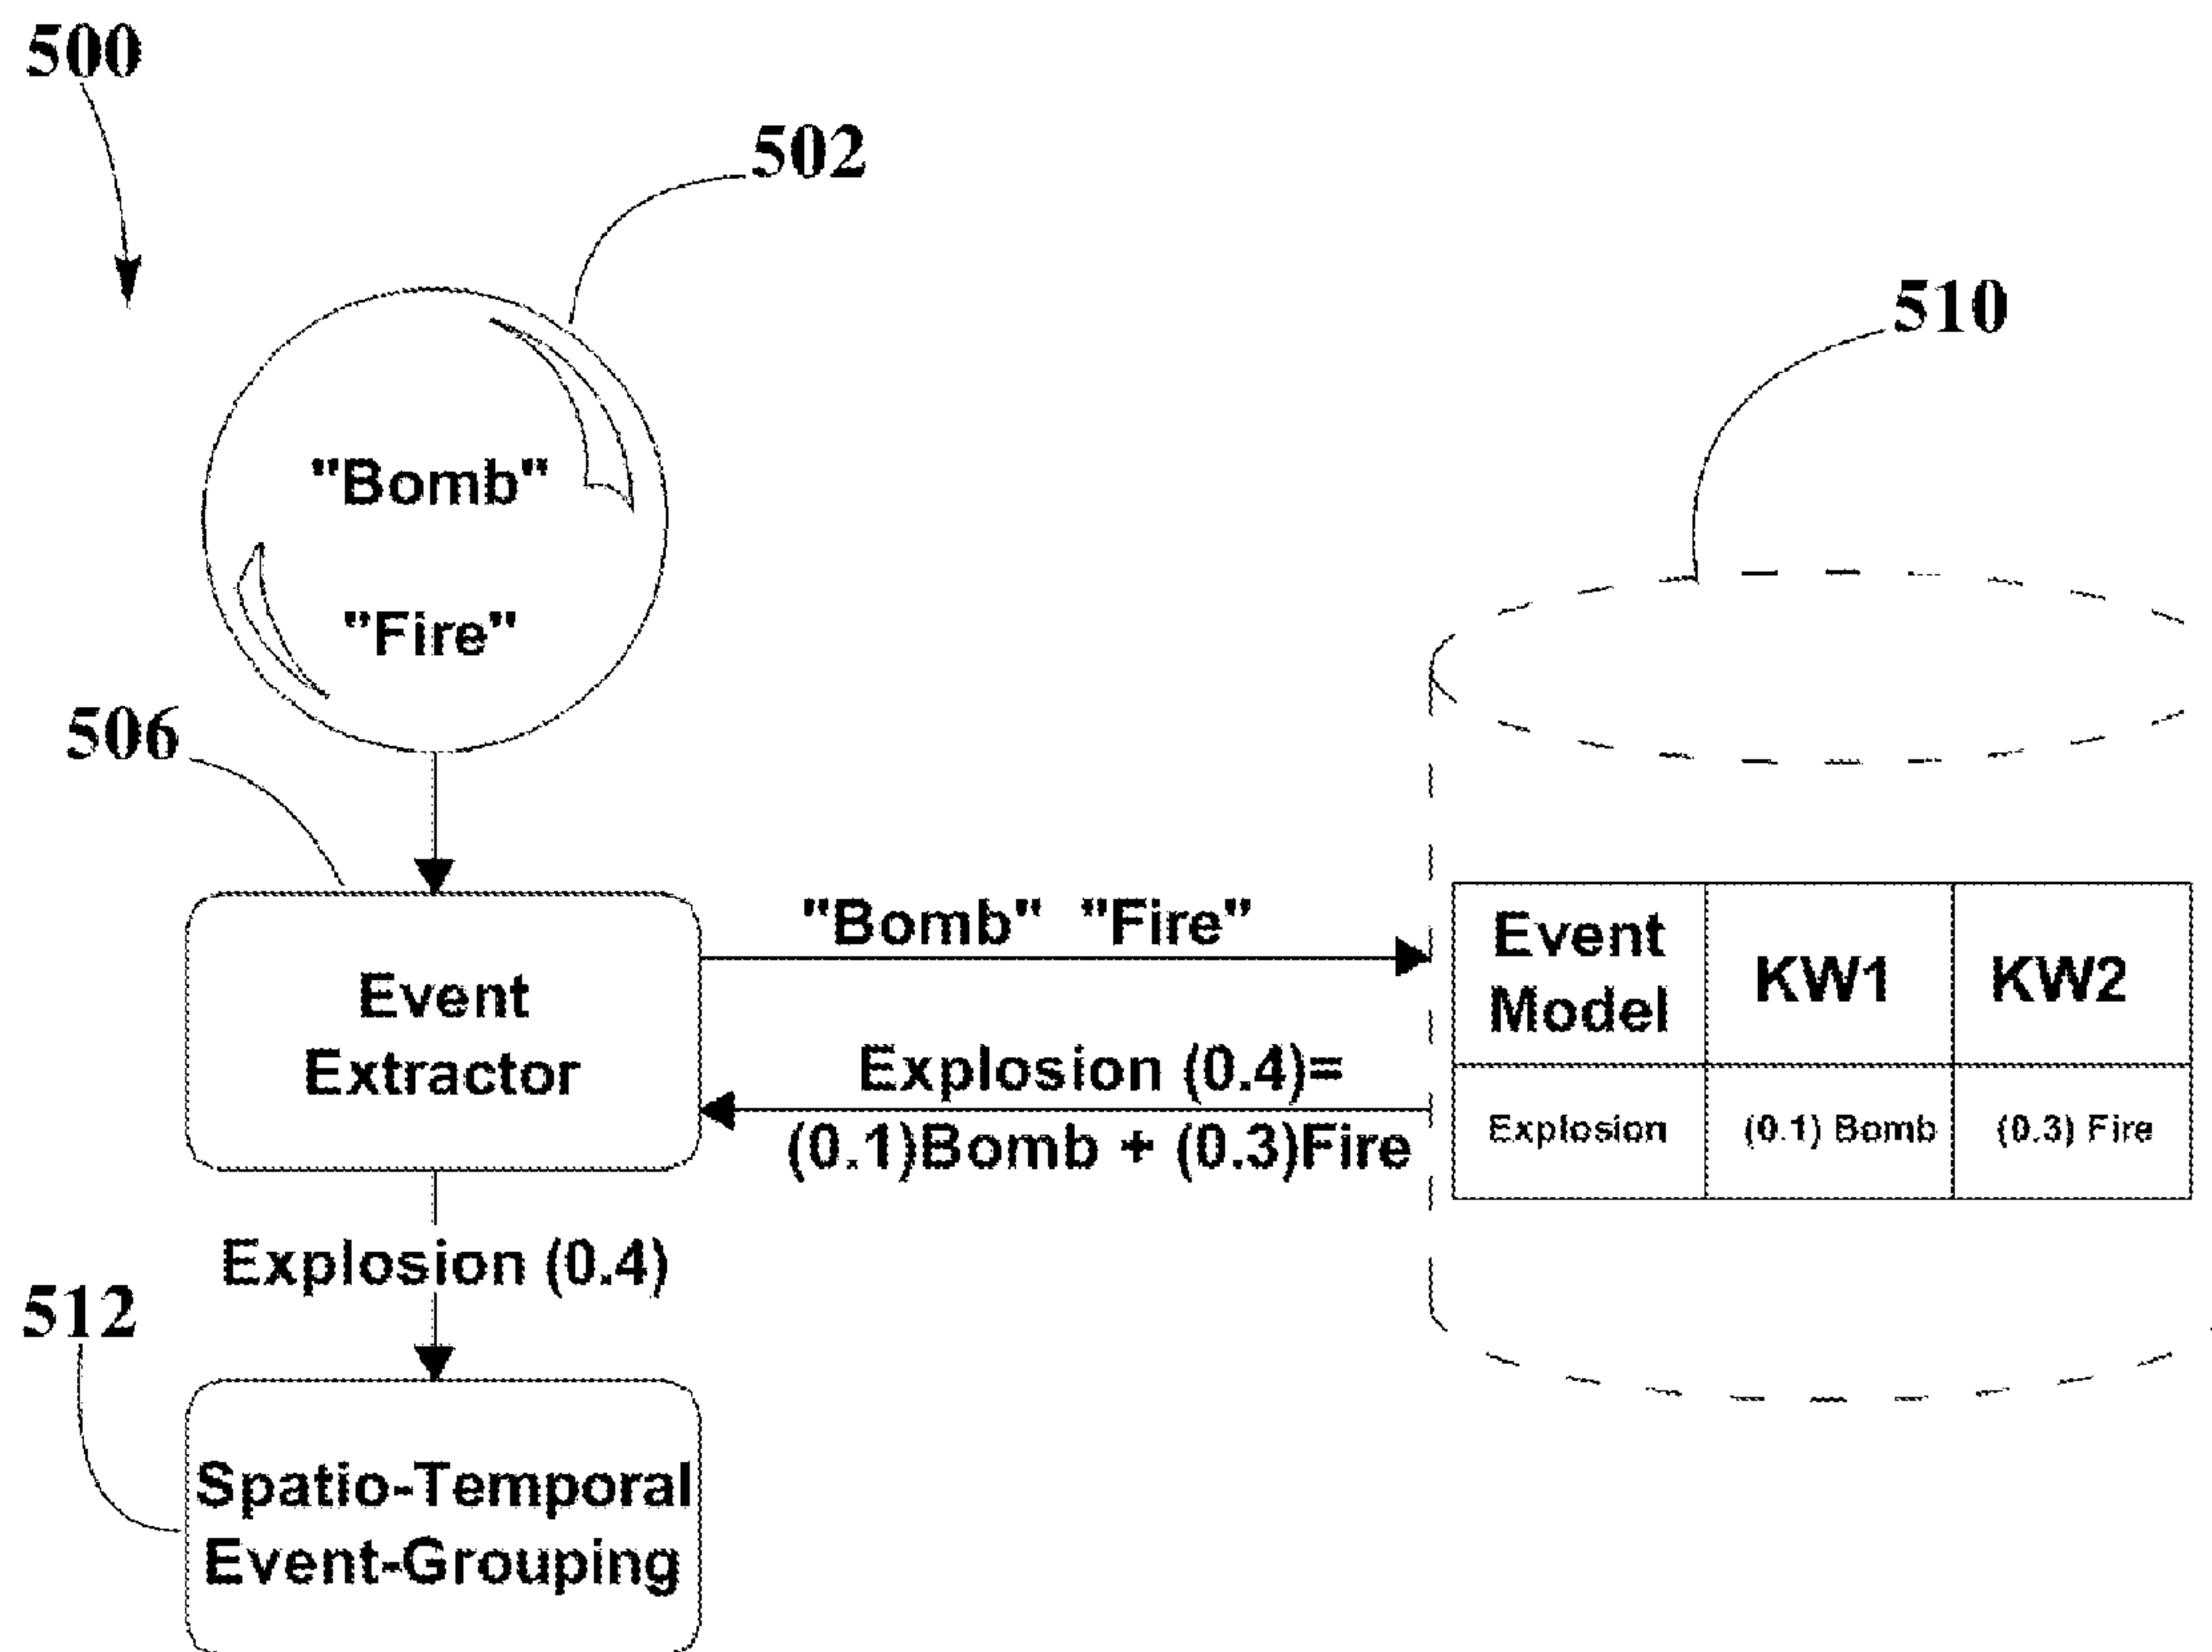 500
502
510
"Bomb"
"Fire"
506
"Bomb" "Fire"
Event
Extractor
Explosion (0.4)=
(0.1)Bomb + (0.3)Fire
Event
Model
KW1
KW2
Explosion
(0.1) Bomb
(0.3) Fire
Explosion (0.4)
512
Spatio-Temporal
Event-Grouping